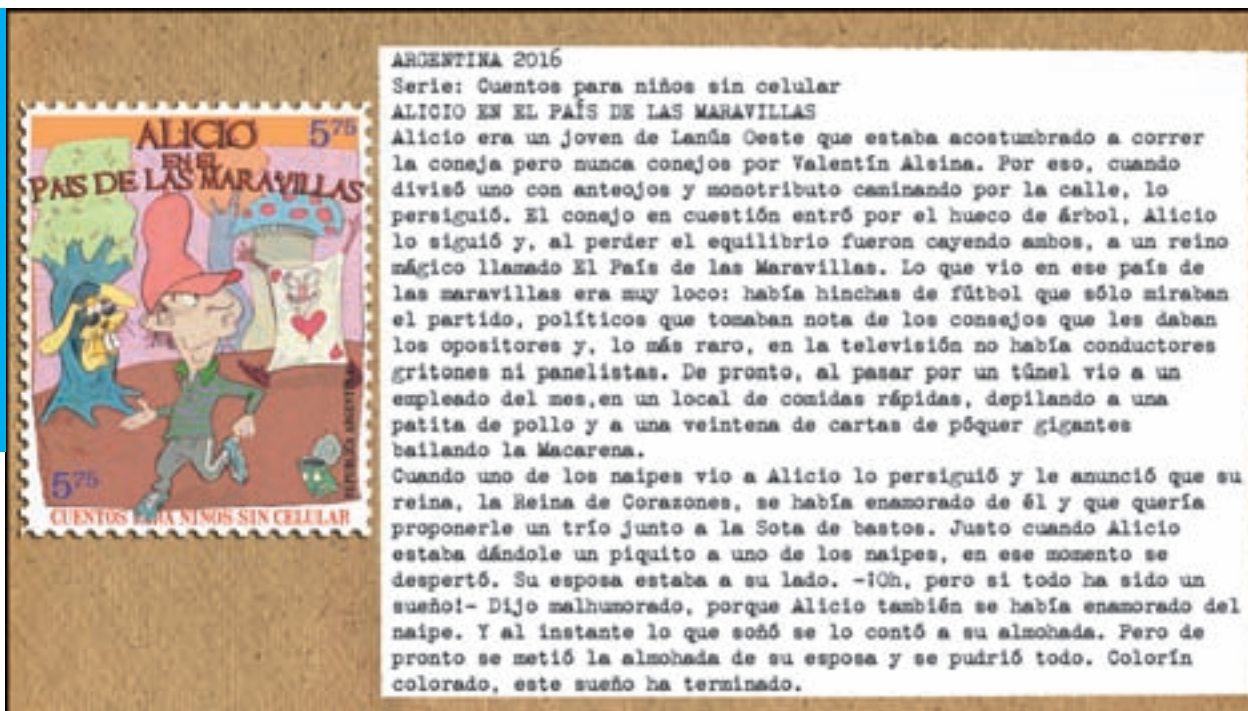 ALICIO
5 75
EN EL
PAIS DE LAS MARAVILLAS
REPUBLICA ARGENTINA
5 75
CUENTOS PARA NIÑOS SIN CELULAR
ARGENTINA 2016
Serie: Cuentos para niños sin celular
ALICIO EN EL PAÍS DE LAS MARAVILLAS
Alicio era un joven de Lanús Oeste que estaba acostumbrado a correr
la coneja pero nunca conejos por Valentín Alsina. Por eso, cuando
divisó uno con anteojos y monotributo caminando por la calle, lo
persiguió. El conejo en cuestión entró por el hueco de árbol, Alicio
lo siguió y, al perder el equilibrio fueron cayendo ambos, a un reino
mágico llamado El País de las Maravillas. Lo que vio en ese país de
las maravillas era muy loco: había hinchas de fútbol que sólo miraban
el partido, políticos que tomaban nota de los consejos que les daban
los opositores y, lo más raro, en la televisión no había conductores
gritones ni panelistas. De pronto, al pasar por un túnel vio a un
empleado del mes,en un local de comidas rápidas, depilando a una
patita de pollo y a una veintena de cartas de póquer gigantes
bailando la Macarena.
Cuando uno de los naipes vio a Alicio lo persiguió y le anunció que su
reina, la Reina de Corazones, se había enamorado de él y que quería
proponerle un trío junto a la Sota de bastos. Justo cuando Alicio
estaba dándole un piquito a uno de los naipes, en ese momento se
despertó. Su esposa estaba a su lado. -¡Oh, pero si todo ha sido un
sueño!- Dijo malhumorado, porque Alicio también se había enamorado del
naipe. Y al instante lo que soñó se lo contó a su almohada. Pero de
pronto se metió la almohada de su esposa y se pudrió todo. Colorín
colorado, este sueño ha terminado.